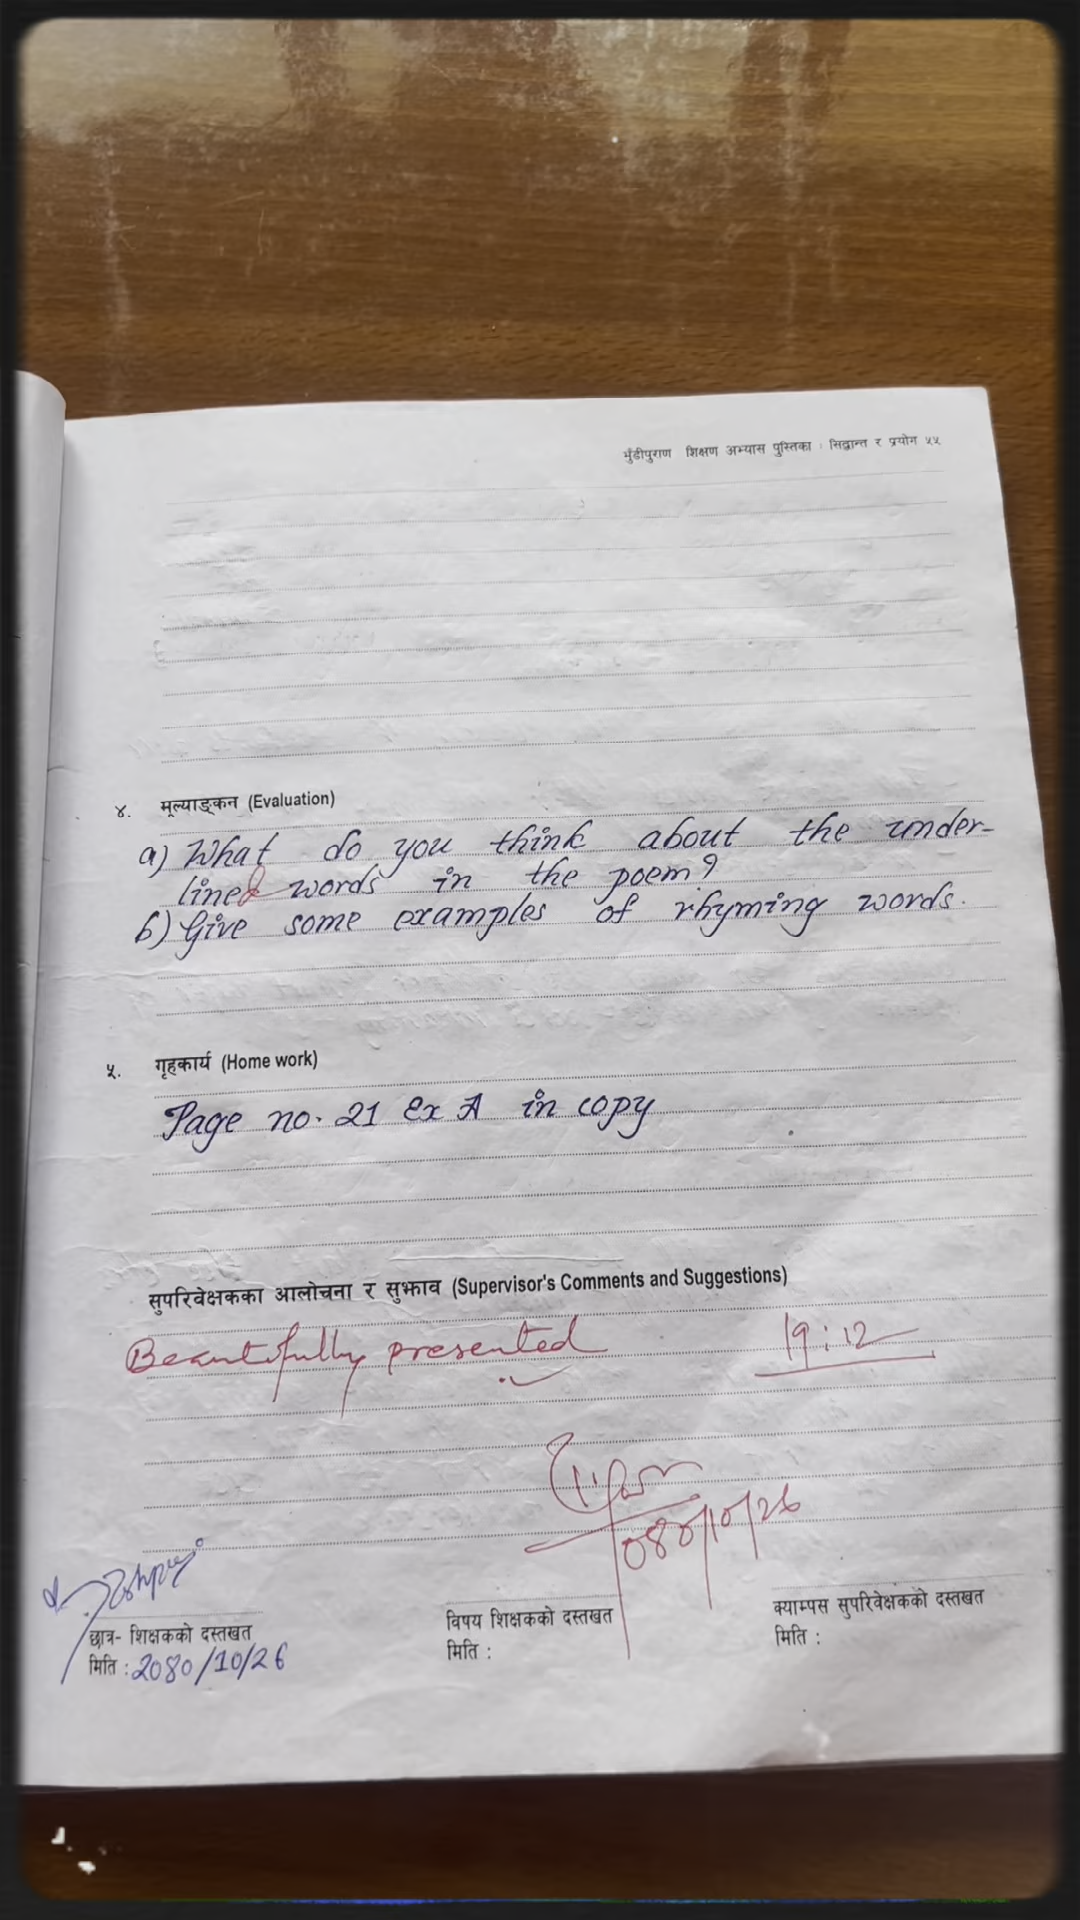 भुँडीपुराण शिक्षण अभ्यास पुस्तिका : सिद्धान्त र प्रयोग ५५
४. मूल्याङ्कन (Evaluation)
a) What do you think about the under-
lined words in the poem?
b) Give some examples of rhyming words.
५. गृहकार्य (Home work)
Page no. 21 Ex A in copy
सुपरिवेक्षकका आलोचना र सुझाव (Supervisor's Comments and Suggestions)
Beautifully presented 19:12
080/10/26
छात्र- शिक्षकको दस्तखत विषय शिक्षकको दस्तखत क्याम्पस सुपरिवेक्षकको दस्तखत
मिति : 2080/10/26 मिति : मिति :